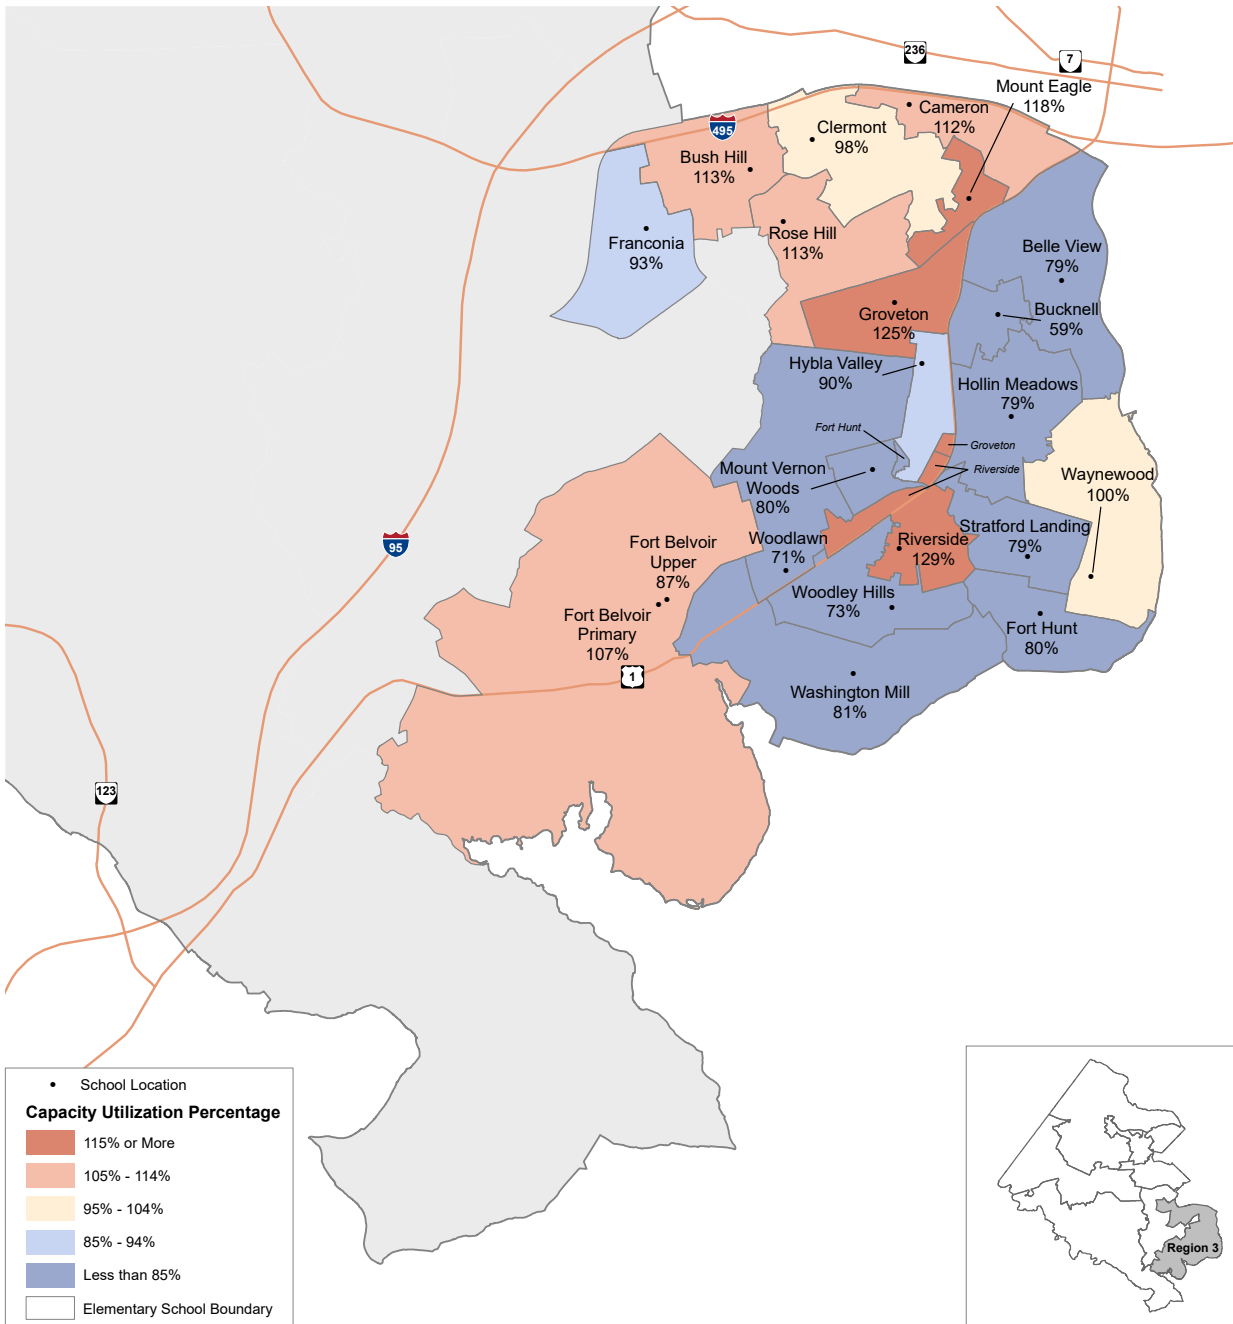 236
7
Mount Eagle
118%
Cameron
112%
495
Clermont
98%
Bush Hill
113%
Rose Hill
113%
Franconia
93%
Belle View
79%
Bucknell
59%
Groveton
125%
Hybla Valley
90%
Hollin Meadows
79%
Fort Hunt
Groveton
Riverside
Mount Vernon
Woods
80%
Waynewood
100%
95
Fort Belvoir
Upper
87%
Woodlawn
71%
Riverside
129%
Stratford Landing
79%
Fort Belvoir
Primary
107%
Woodley Hills
73%
Fort Hunt
80%
1
Washington Mill
81%
123
School Location
Capacity Utilization Percentage
115% or More
105% - 114%
95% - 104%
85% - 94%
Less than 85%
Elementary School Boundary
Region 3